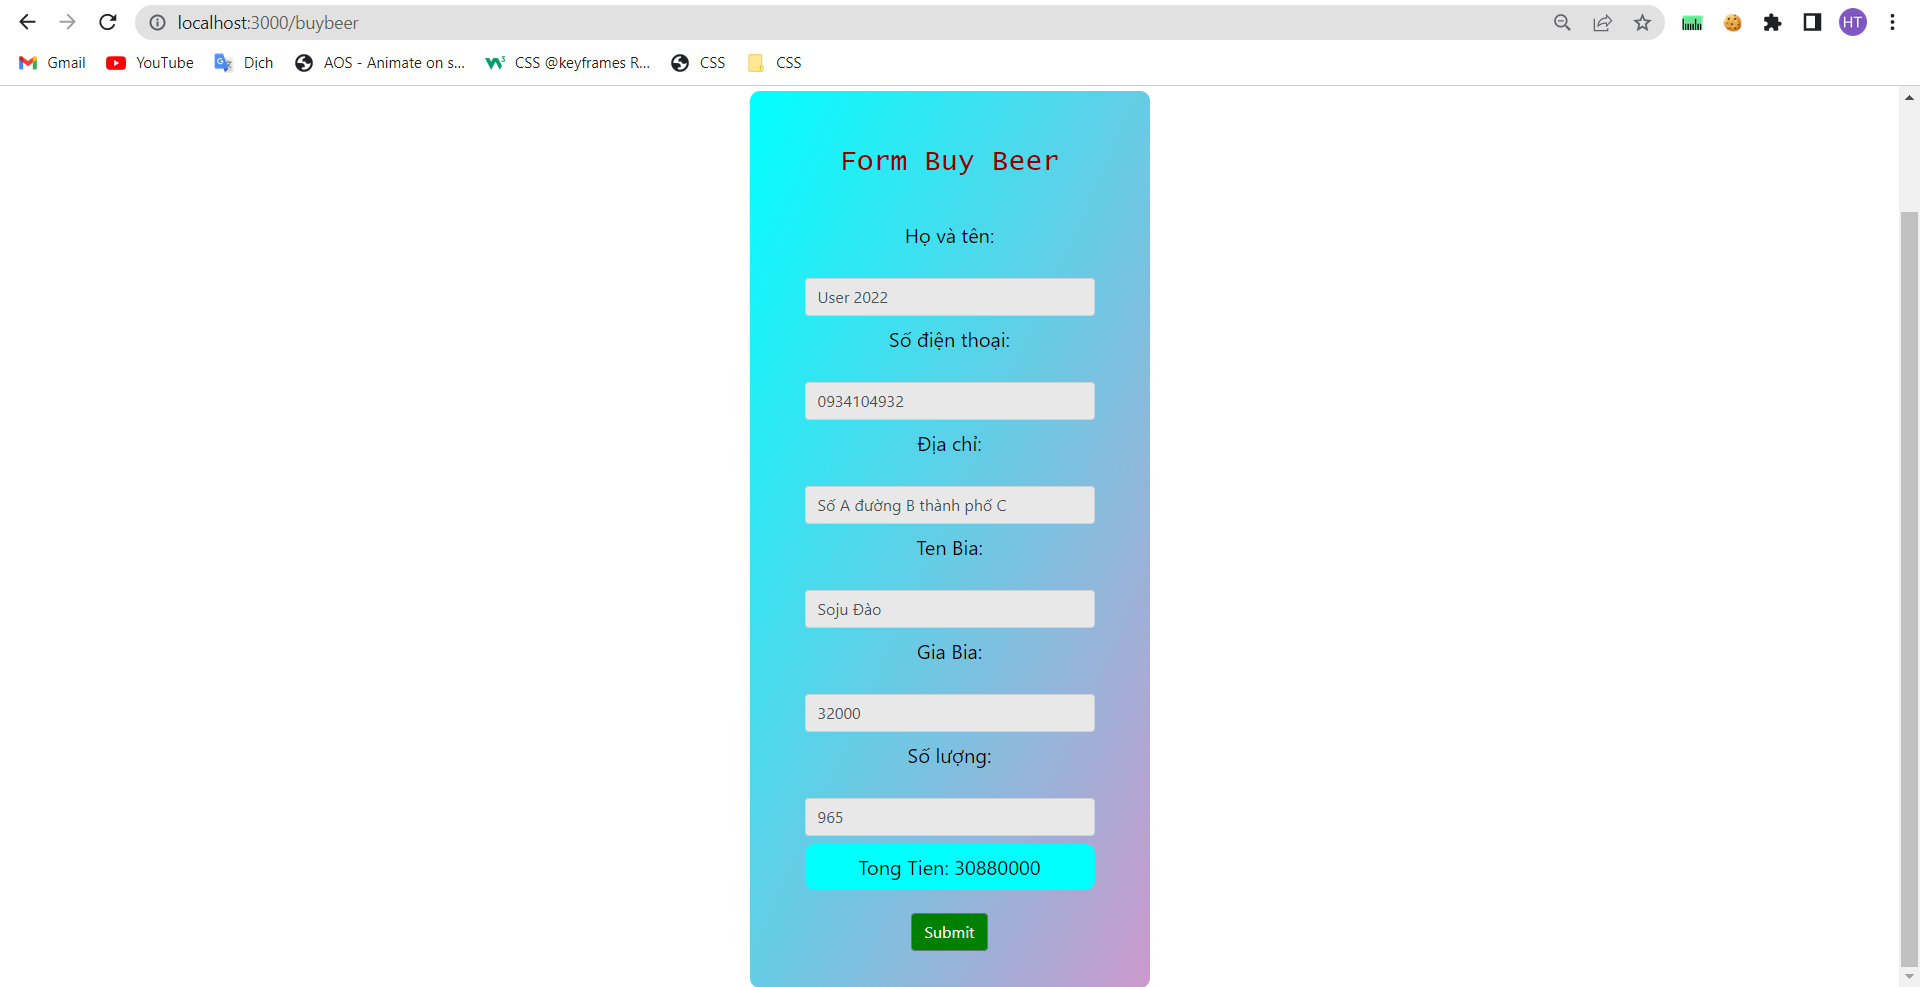 localhost:3000/buybeer
HT
Gmail YouTube Dịch AOS - Animate on s... CSS @keyframes R... CSS CSS
Form Buy Beer
Họ và tên:
User 2022
Số điện thoại:
0934104932
Địa chỉ:
Số A đường B thành phố C
Ten Bia:
Soju Đào
Gia Bia:
32000
Số lượng:
965
Tong Tien: 30880000
Submit